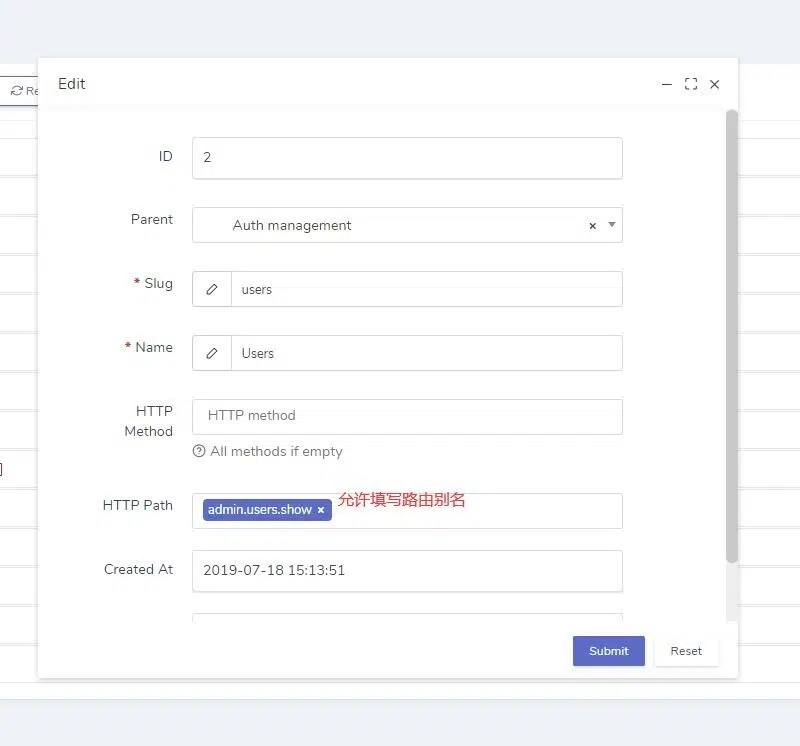 Edit
Re
ID
2
Parent
Auth management
* Slug
users
* Name
Users
HTTP Method
HTTP method
All methods if empty
HTTP Path
admin.users.show ×
允许填写路由别名
Created At
2019-07-18 15:13:51
Submit
Reset